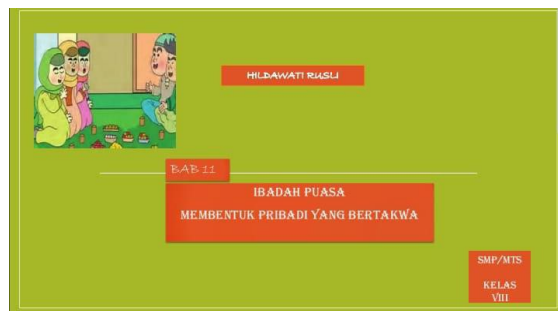 HILDAWATI RUSLI
BAB 11
IBADAH PUASA
MEMBENTUK PRIBADI YANG BERTAKWA
SMP/MTS
KELAS
VIII